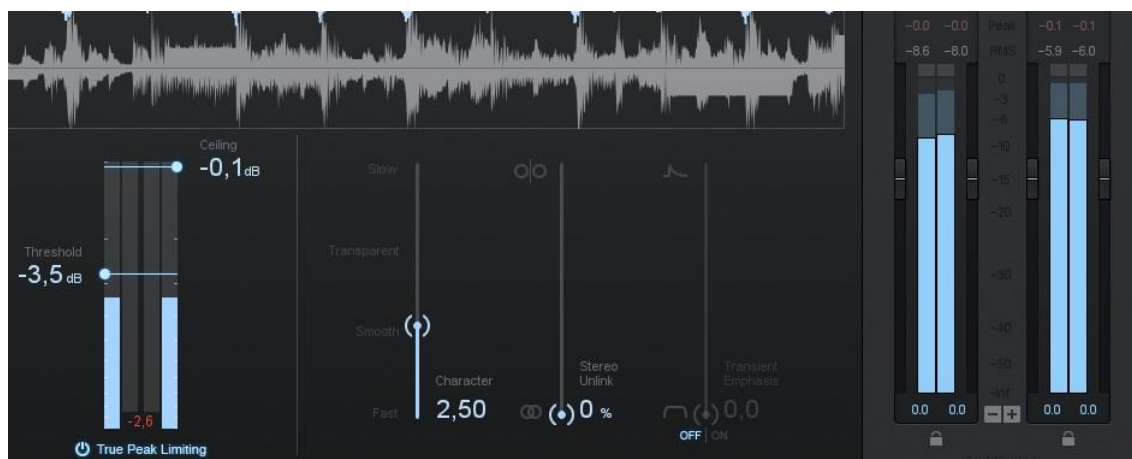 -0.0 -0.0 Peak -0.1 -0.1
-8.6 -8.0 RMS -5.9 -6.0
0
-3
-6
-10
-15
-20
-30
-40
-50
-Inf
0.0 0.0 0.0 0.0
Ceiling
-0,1 dB
Threshold
-3,5 dB
-2,6
True Peak Limiting
Slow
Transparent
Smooth
Fast
Character
2,50
Stereo
Unlink
0 %
Transient
Emphasis
0,0
OFF | ON